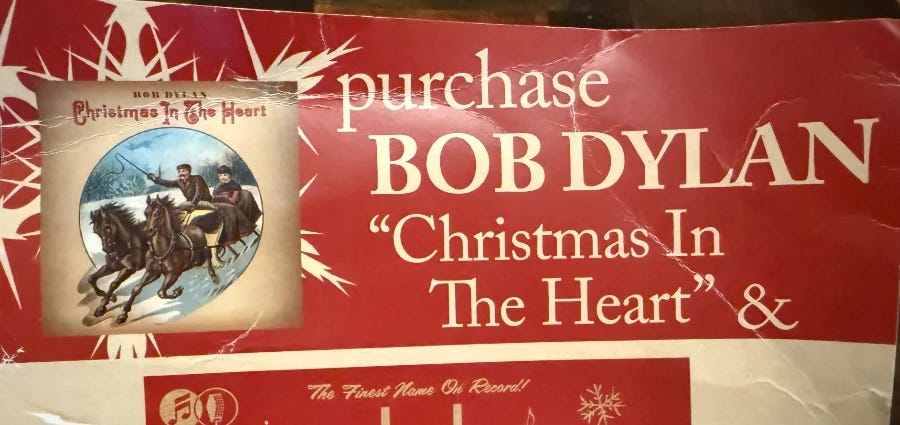 BOB DYLAN
Christmas In The Heart
purchase
BOB DYLAN
“Christmas In
The Heart” &
The Finest Name On Record!